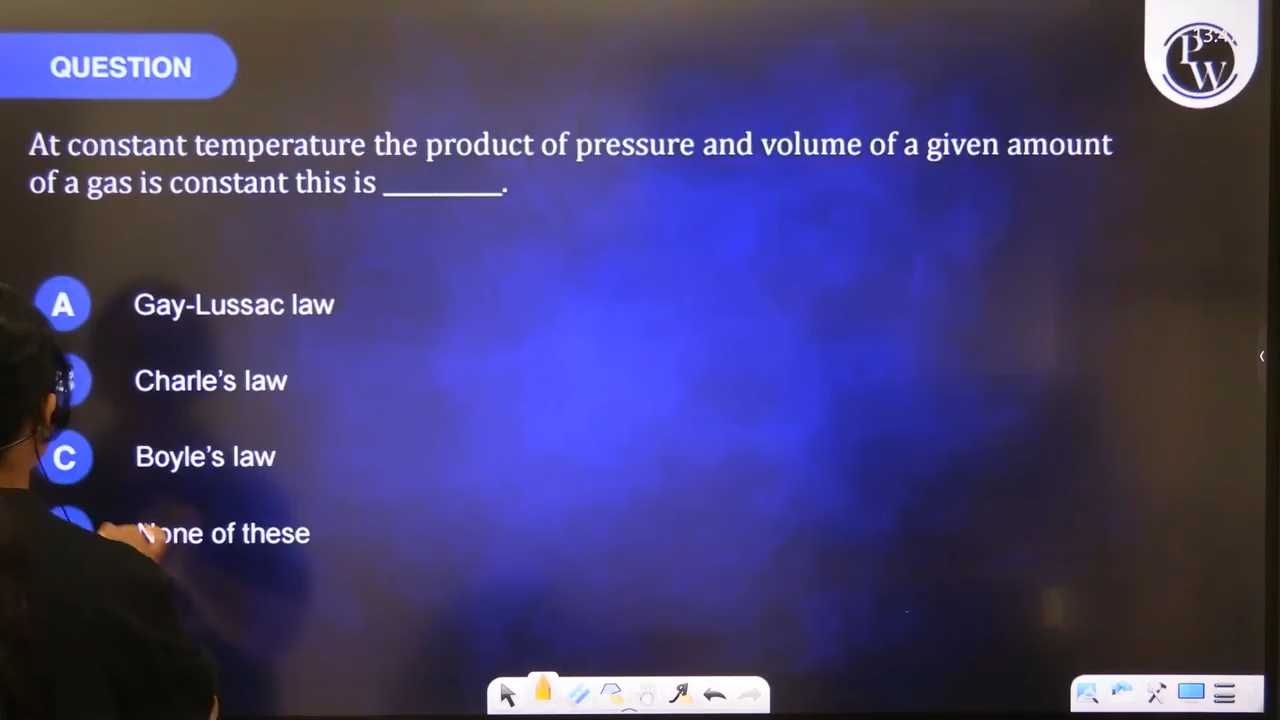 QUESTION
PW
At constant temperature the product of pressure and volume of a given amount
of a gas is constant this is ________.
A Gay-Lussac law
Charle's law
C Boyle's law
None of these